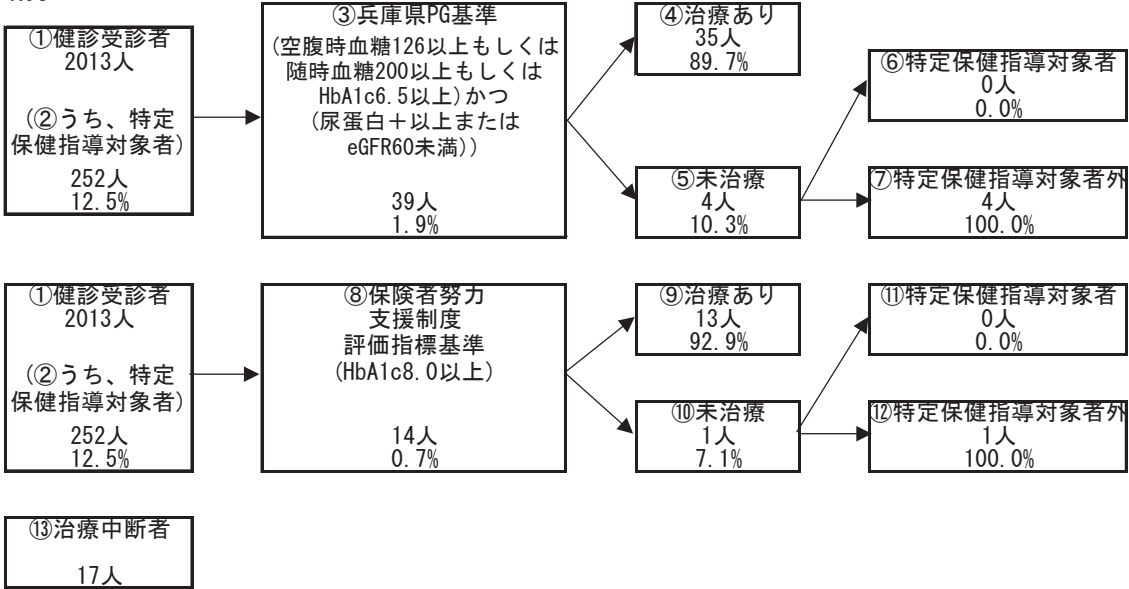 ①健診受診者
2013人
(②うち、特定
保健指導対象者)
252人
12.5%
③兵庫県PG基準
(空腹時血糖126以上もしくは
随時血糖200以上もしくは
HbA1c6.5以上)かつ
(尿蛋白+以上または
eGFR60未満))
39人
1.9%
④治療あり
35人
89.7%
⑤未治療
4人
10.3%
⑥特定保健指導対象者
0人
0.0%
⑦特定保健指導対象者外
4人
100.0%
①健診受診者
2013人
(②うち、特定
保健指導対象者)
252人
12.5%
⑧保険者努力
支援制度
評価指標基準
(HbA1c8.0以上)
14人
0.7%
⑨治療あり
13人
92.9%
⑩未治療
1人
7.1%
⑪特定保健指導対象者
0人
0.0%
⑫特定保健指導対象者外
1人
100.0%
⑬治療中断者
17人